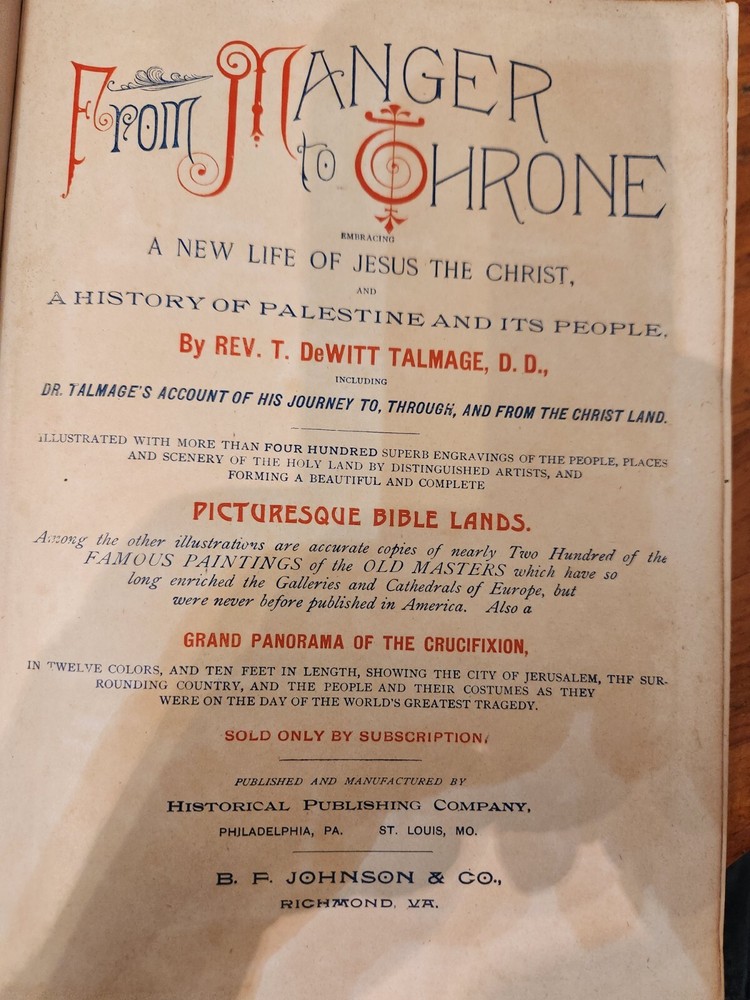 From Manger
to Throne
EMBRACING
A NEW LIFE OF JESUS THE CHRIST,
AND
A HISTORY OF PALESTINE AND ITS PEOPLE.
By REV. T. DeWITT TALMAGE, D. D.,
INCLUDING
DR. TALMAGE'S ACCOUNT OF HIS JOURNEY TO, THROUGH, AND FROM THE CHRIST LAND.
ILLUSTRATED WITH MORE THAN FOUR HUNDRED SUPERB ENGRAVINGS OF THE PEOPLE, PLACES
AND SCENERY OF THE HOLY LAND BY DISTINGUISHED ARTISTS, AND
FORMING A BEAUTIFUL AND COMPLETE
PICTURESQUE BIBLE LANDS.
Among the other illustrations are accurate copies of nearly Two Hundred of the
FAMOUS PAINTINGS of the OLD MASTERS which have so
long enriched the Galleries and Cathedrals of Europe, but
were never before published in America. Also a
GRAND PANORAMA OF THE CRUCIFIXION,
IN TWELVE COLORS, AND TEN FEET IN LENGTH, SHOWING THE CITY OF JERUSALEM, THE SUR-
ROUNDING COUNTRY, AND THE PEOPLE AND THEIR COSTUMES AS THEY
WERE ON THE DAY OF THE WORLD'S GREATEST TRAGEDY.
SOLD ONLY BY SUBSCRIPTION.
PUBLISHED AND MANUFACTURED BY
HISTORICAL PUBLISHING COMPANY,
PHILADELPHIA, PA. ST. LOUIS, MO.
B. F. JOHNSON & CO.,
RICHMOND, VA.